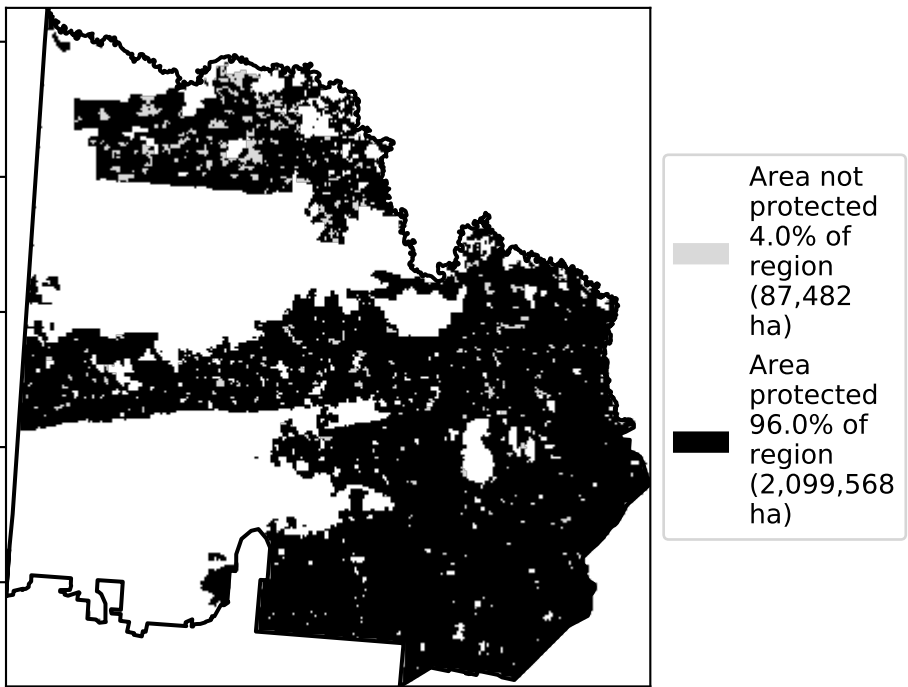 Area not
protected
4.0% of
region
(87,482
ha)
Area
protected
96.0% of
region
(2,099,568
ha)